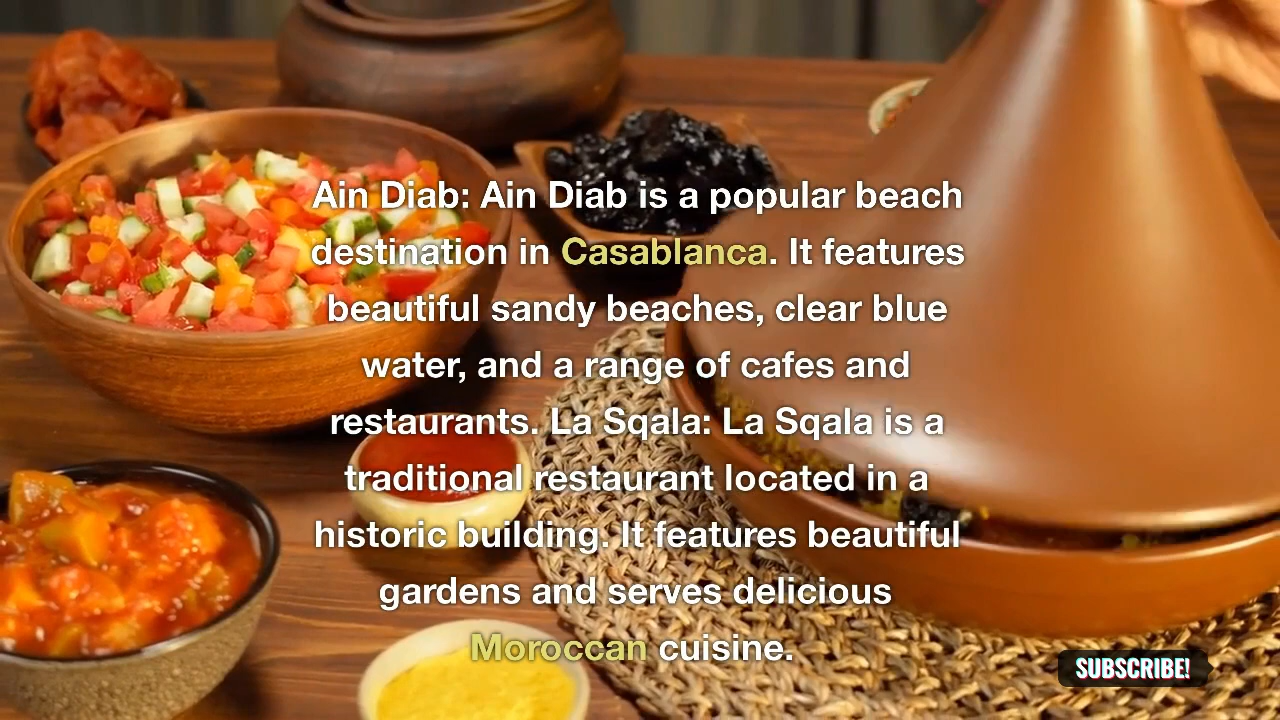 Ain Diab: Ain Diab is a popular beach
destination in Casablanca. It features
beautiful sandy beaches, clear blue
water, and a range of cafes and
restaurants. La Sqala: La Sqala is a
traditional restaurant located in a
historic building. It features beautiful
gardens and serves delicious
Moroccan cuisine.
SUBSCRIBE!